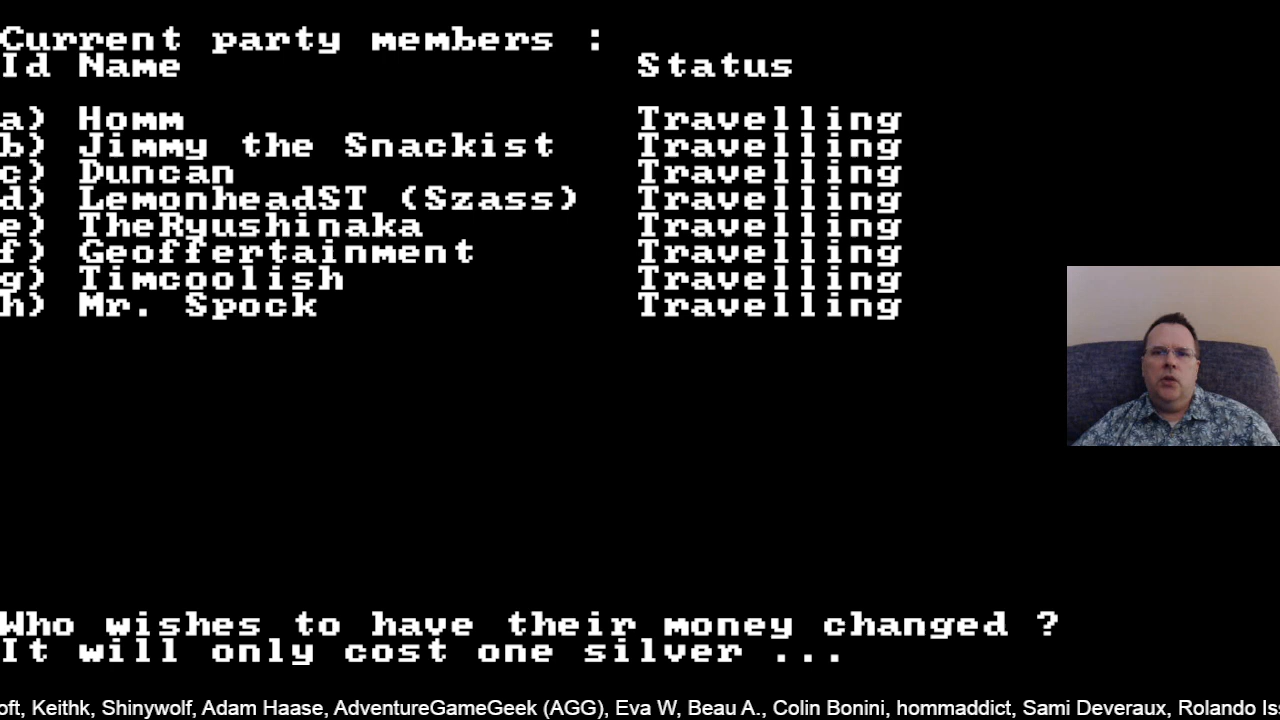 Current party members :
Id Name Status
a) Homm Travelling
b) Jimmy the Snackist Travelling
c) Duncan Travelling
d) LemonheadST (Szass) Travelling
e) TheRyushinaka Travelling
f) Geoffertainment Travelling
g) Timcoolish Travelling
h) Mr. Spock Travelling
Who wishes to have their money changed ?
It will only cost one silver ...
oft, Keithk, Shinywolf, Adam Haase, AdventureGameGeek (AGG), Eva W, Beau A., Colin Bonini, hommaddict, Sami Deveraux, Rolando Is